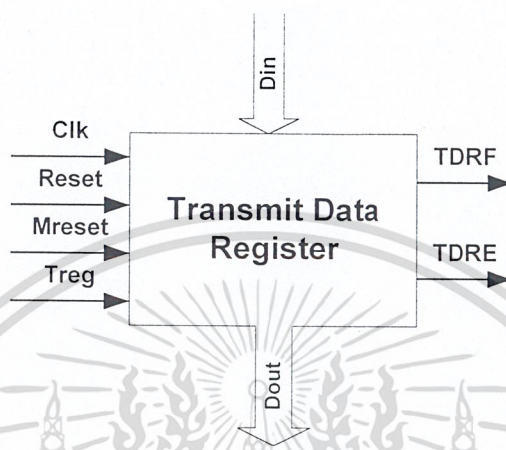 Din
Clk
Reset
Mreset
Treg
Transmit Data
Register
TDRF
TDRE
Dout